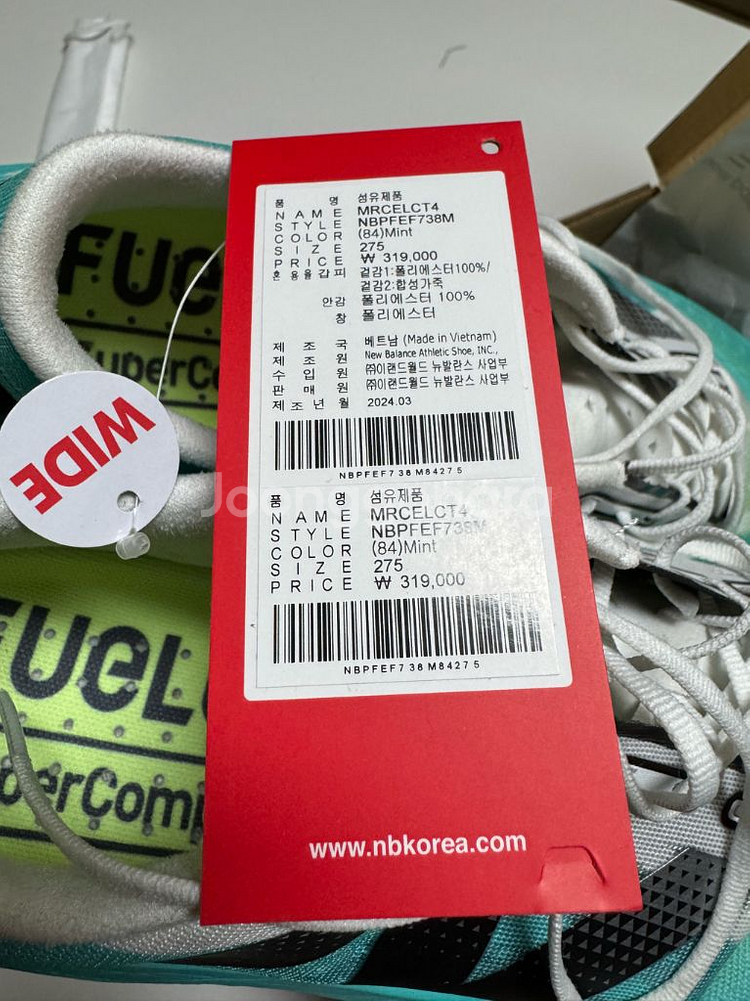 품 명 섬유제품
NAME MRCELCT4
STYLE NBPFEF738M
COLOR (84)Mint
SIZE 275
PRICE ₩ 319,000
혼용율갑피 겉감1:폴리에스터100%/
겉감2:합성가죽
안감 폴리에스터 100%
창 폴리에스터
제 조 국 베트남 (Made in Vietnam)
제 조 원 New Balance Athletic Shoe, INC.,
수 입 원 ㈜이랜드월드 뉴발란스 사업부
판 매 원 ㈜이랜드월드 뉴발란스 사업부
제조년월 2024.03
NBPFEF738M84275
품 명 섬유제품
NAME MRCELCT4
STYLE NBPFEF738M
COLOR (84)Mint
SIZE 275
PRICE ₩ 319,000
NBPFEF738M84275
www.nbkorea.com
WIDE
FUEL
SuperCo
FUEL
perComp